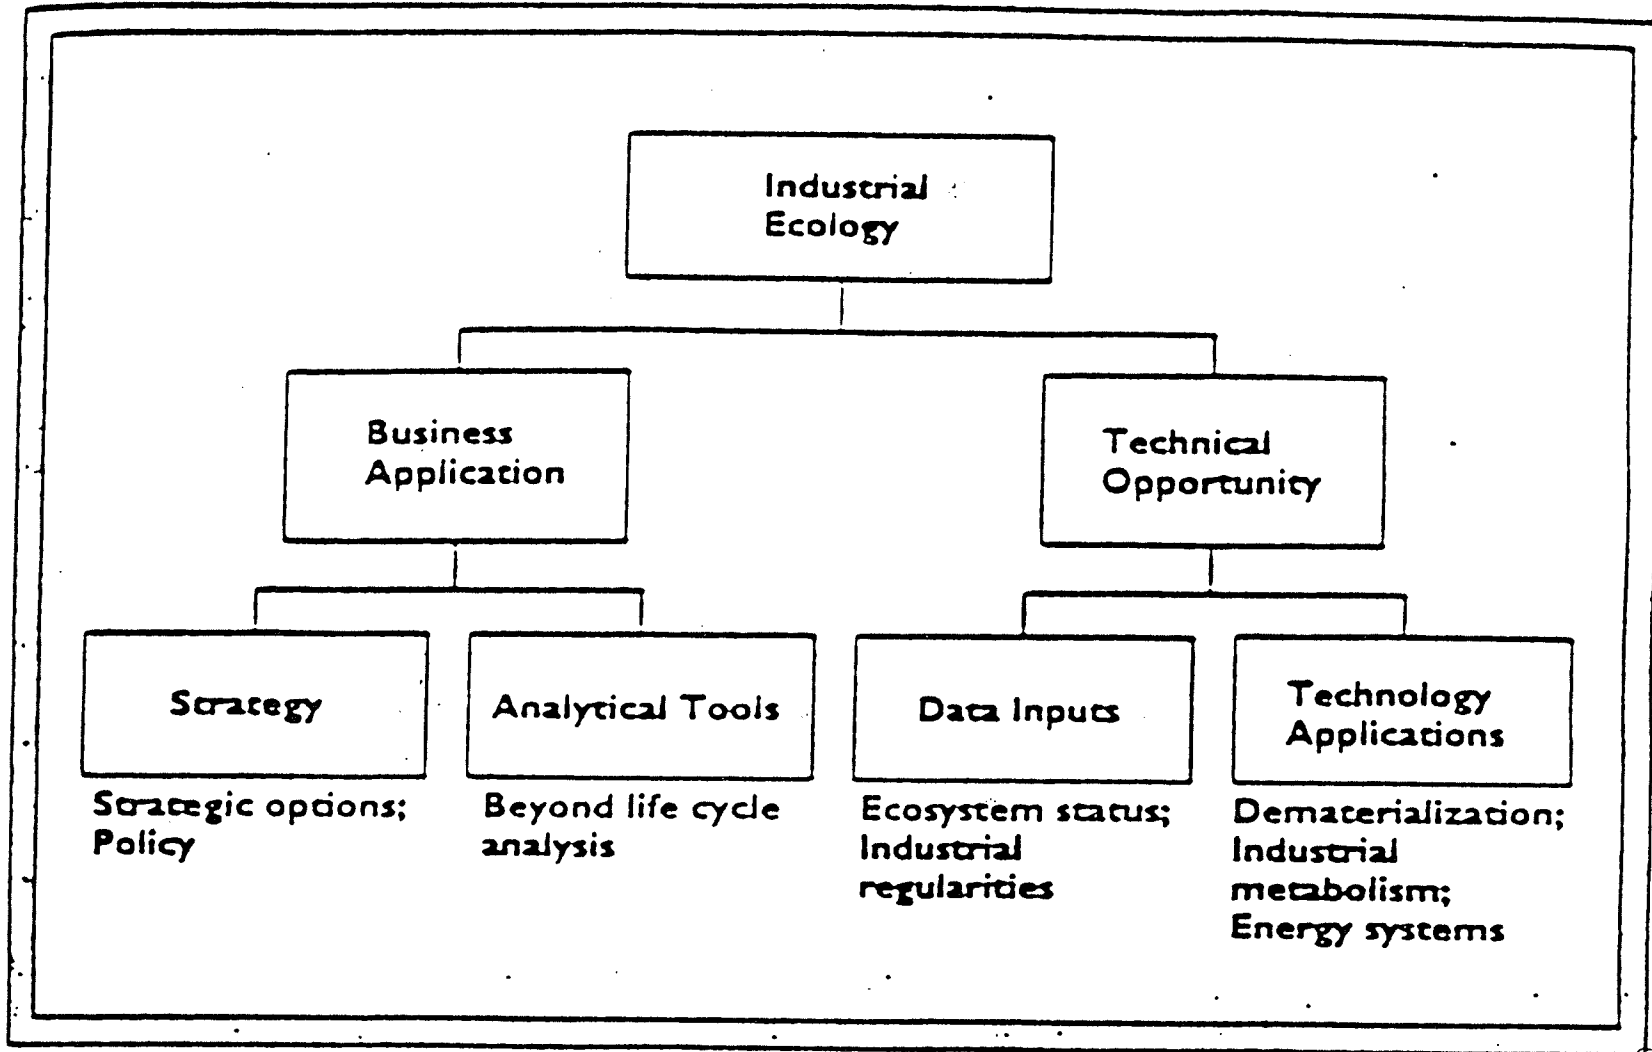 Industrial
Ecology
Business
Application
Technical
Opportunity
Strategy
Analytical Tools
Data Inputs
Technology
Applications
Strategic options;
Policy
Beyond life cycle
analysis
Ecosystem status;
Industrial
regularities
Dematerialization;
Industrial
metabolism;
Energy systems